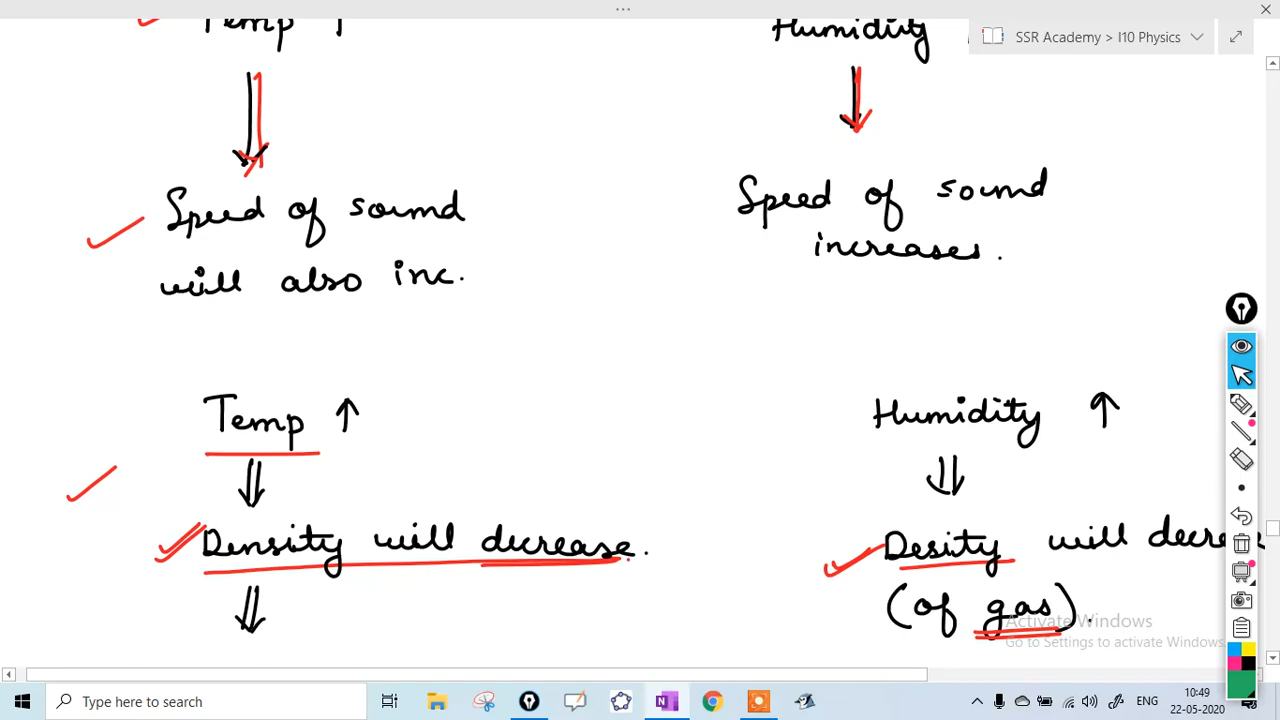 SSR Academy > I10 Physics
Temp ↑
Humidity
Speed of sound
will also inc.
Speed of sound
increases.
Temp ↑
Humidity ↑
Density will decrease.
Desity will decre
(of gas).
Activate Windows
Go to Settings to activate Windows.
Type here to search
ENG
10:49
22-05-2020